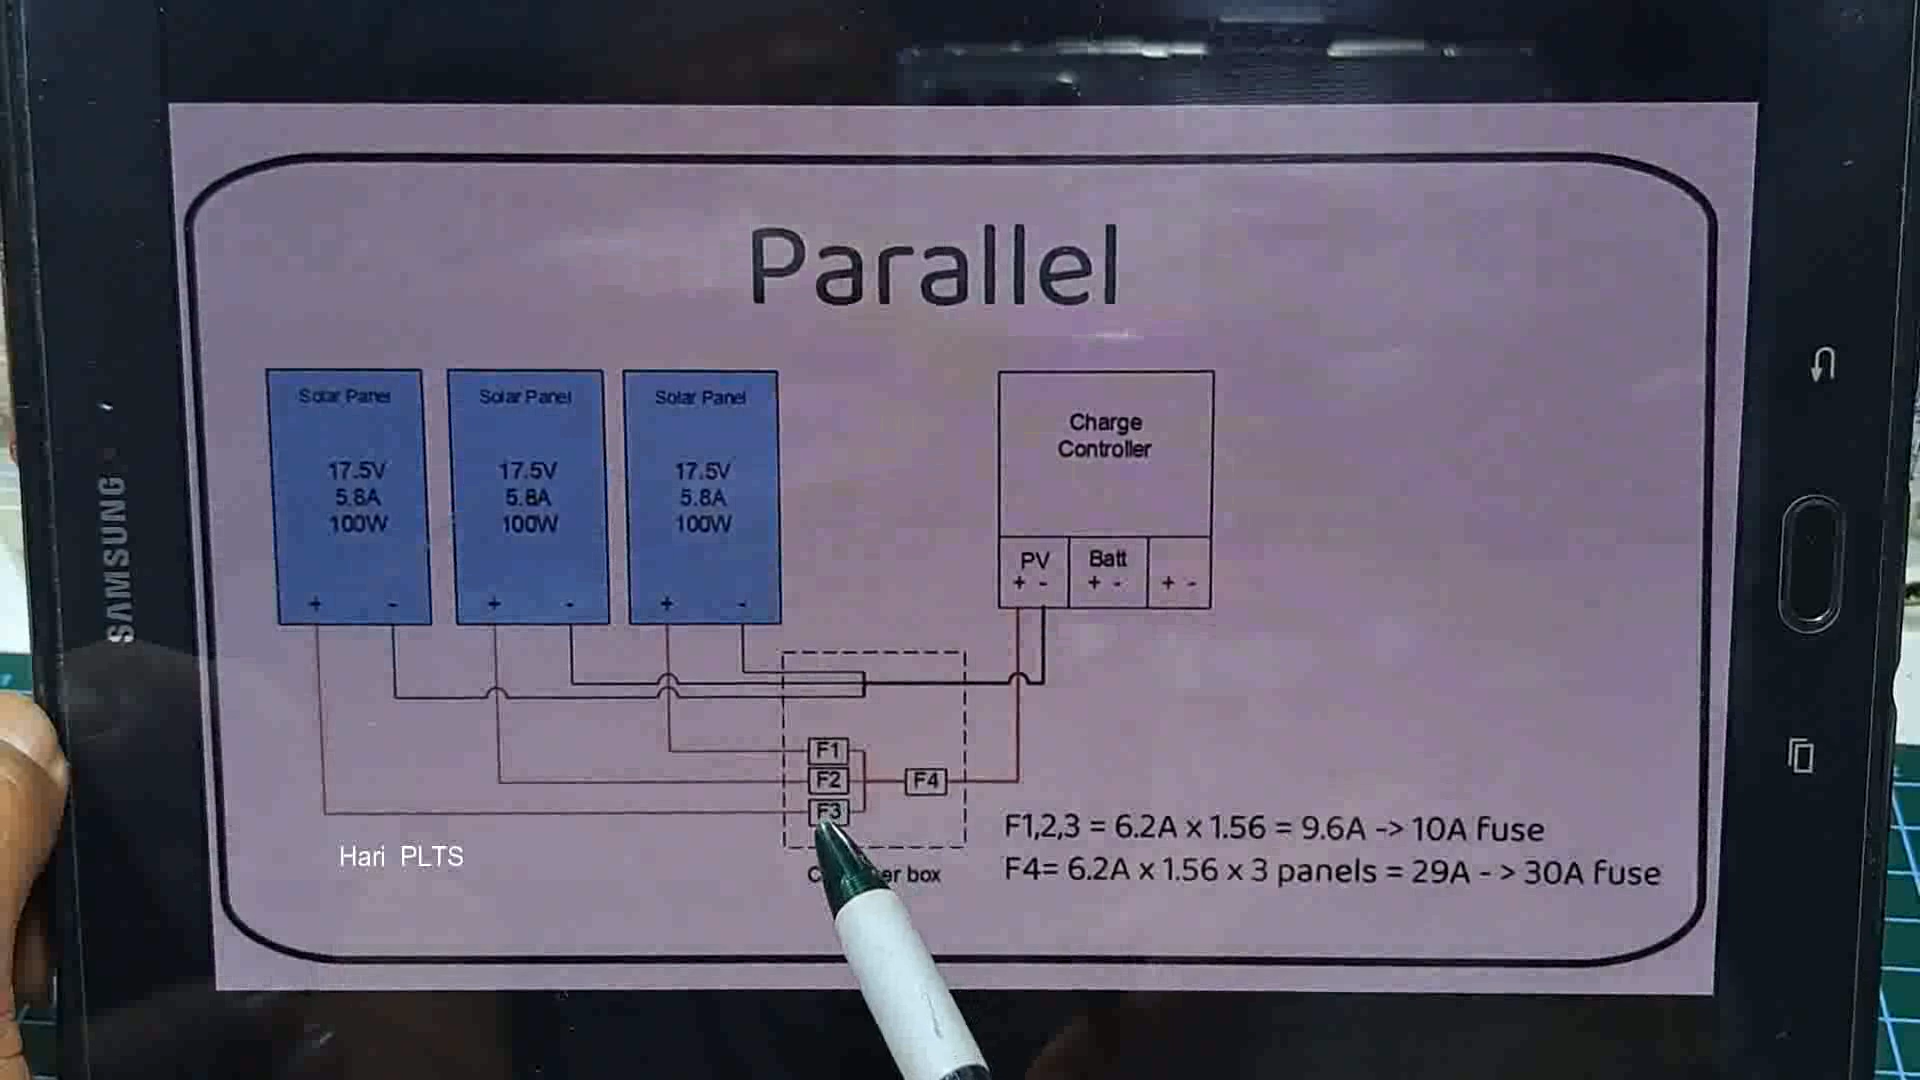 SAMSUNG
Parallel
Solar Panel
17.5V
5.8A
100W
+ -
Solar Panel
17.5V
5.8A
100W
+ -
Solar Panel
17.5V
5.8A
100W
+ -
Charge
Controller
PV
+ -
Batt
+ -
+ -
F1
F2
F3
F4
er box
F1,2,3 = 6.2A x 1.56 = 9.6A -> 10A fuse
F4= 6.2A x 1.56 x 3 panels = 29A - > 30A fuse
Hari PLTS